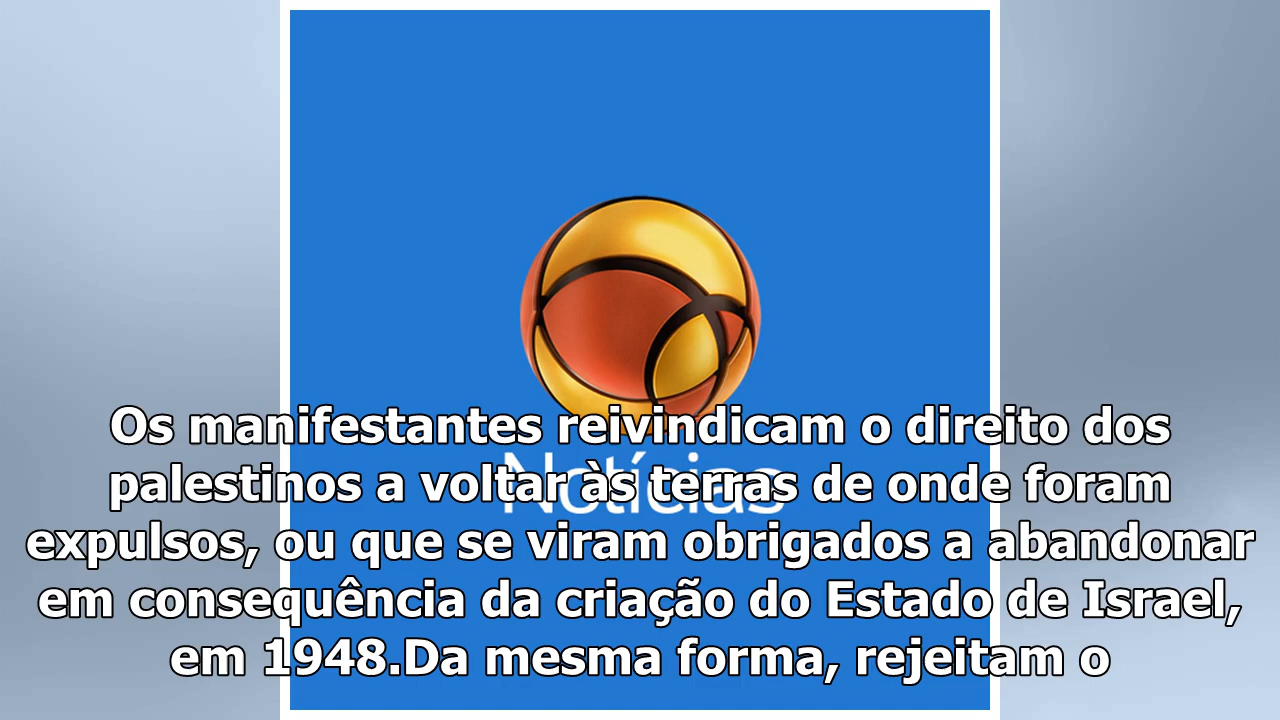 Os manifestantes reivindicam o direito dos
palestinos a voltar às terras de onde foram
expulsos, ou que se viram obrigados a abandonar
em consequência da criação do Estado de Israel,
em 1948.Da mesma forma, rejeitam o
Notícias